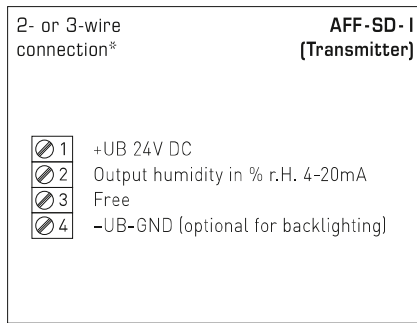 2- or 3-wire
connection*
AFF-SD-I
(Transmitter)
1 +UB 24V DC
2 Output humidity in % r.H. 4-20mA
3 Free
4 -UB-GND (optional for backlighting)